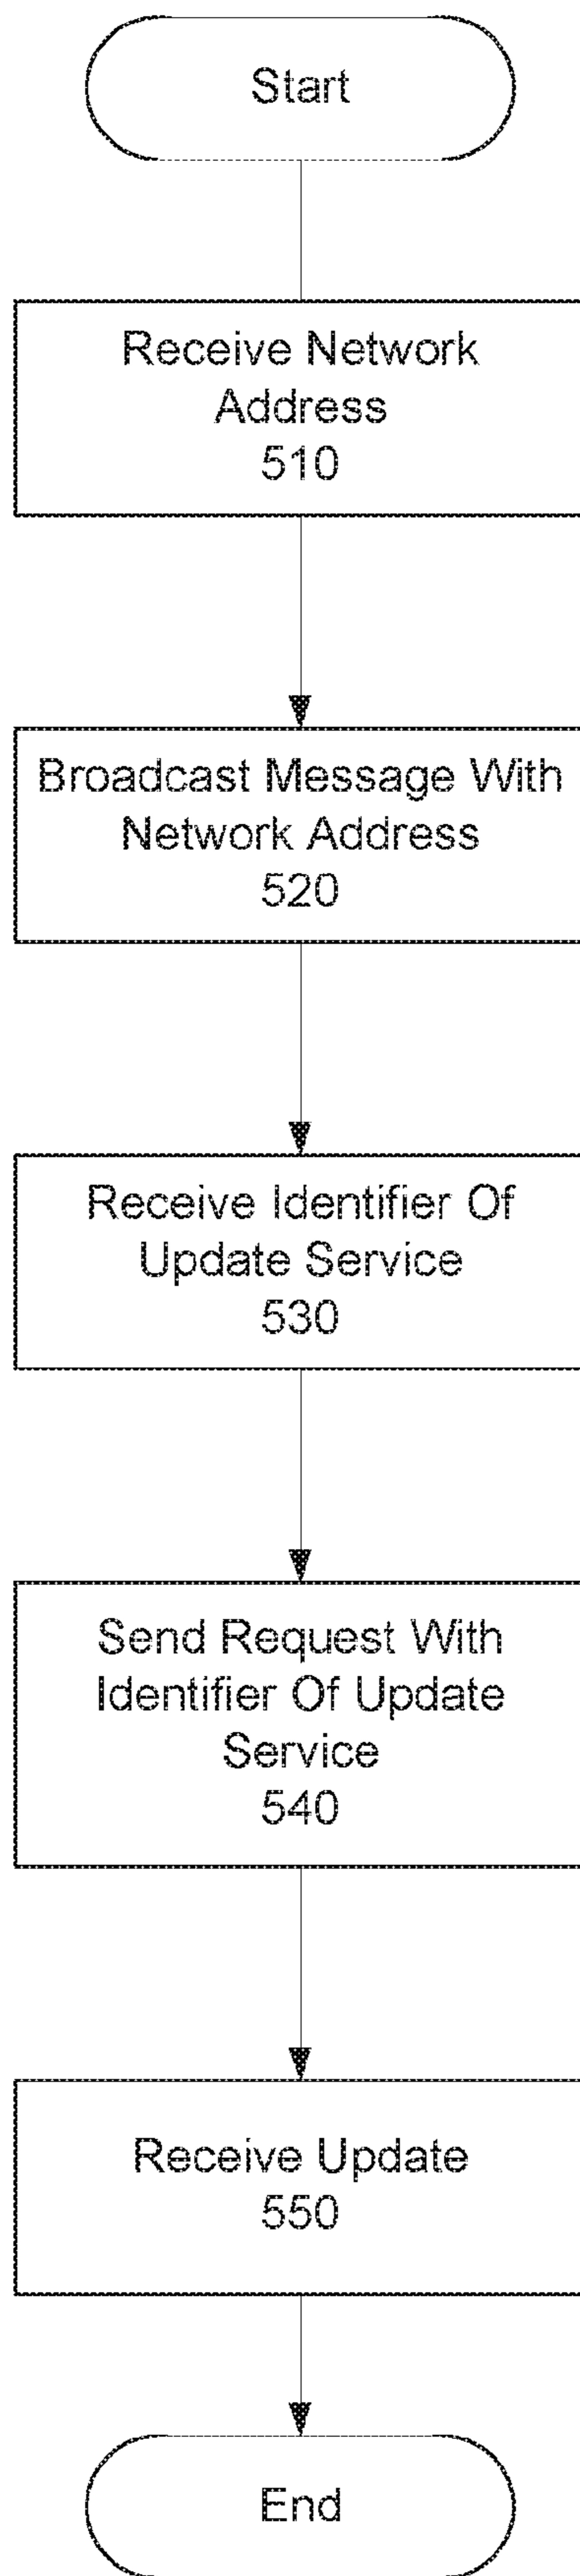 Start
Receive Network
Address
510
Broadcast Message With
Network Address
520
Receive Identifier Of
Update Service
530
Send Request With
Identifier Of Update
Service
540
Receive Update
550
End